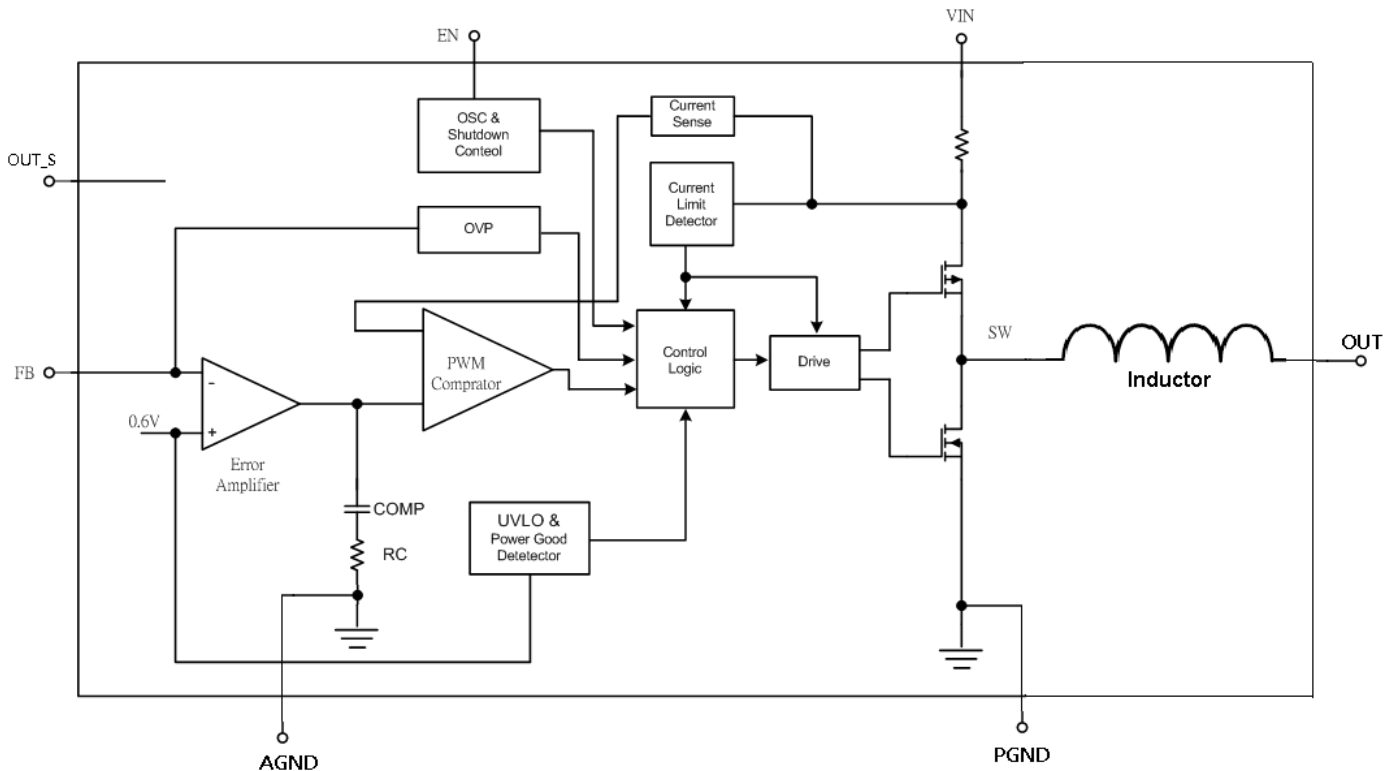 VIN
EN
OSC &
Shutdown
Conteol
Current
Sense
OUT_S
Current
Limit
Detector
OVP
SW
OUT
Inductor
FB
PWM
Comprator
Control
Logic
Drive
-
0.6V
+
Error
Amplifier
COMP
RC
UVLO &
Power Good
Detetector
AGND
PGND